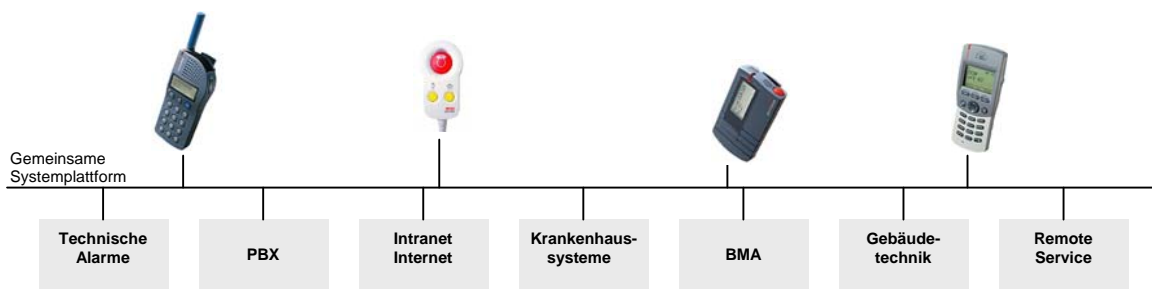 Gemeinsame
Systemplattform
Technische
Alarme
PBX
Intranet
Internet
Krankenhaus-
systeme
BMA
Gebäude-
technik
Remote
Service